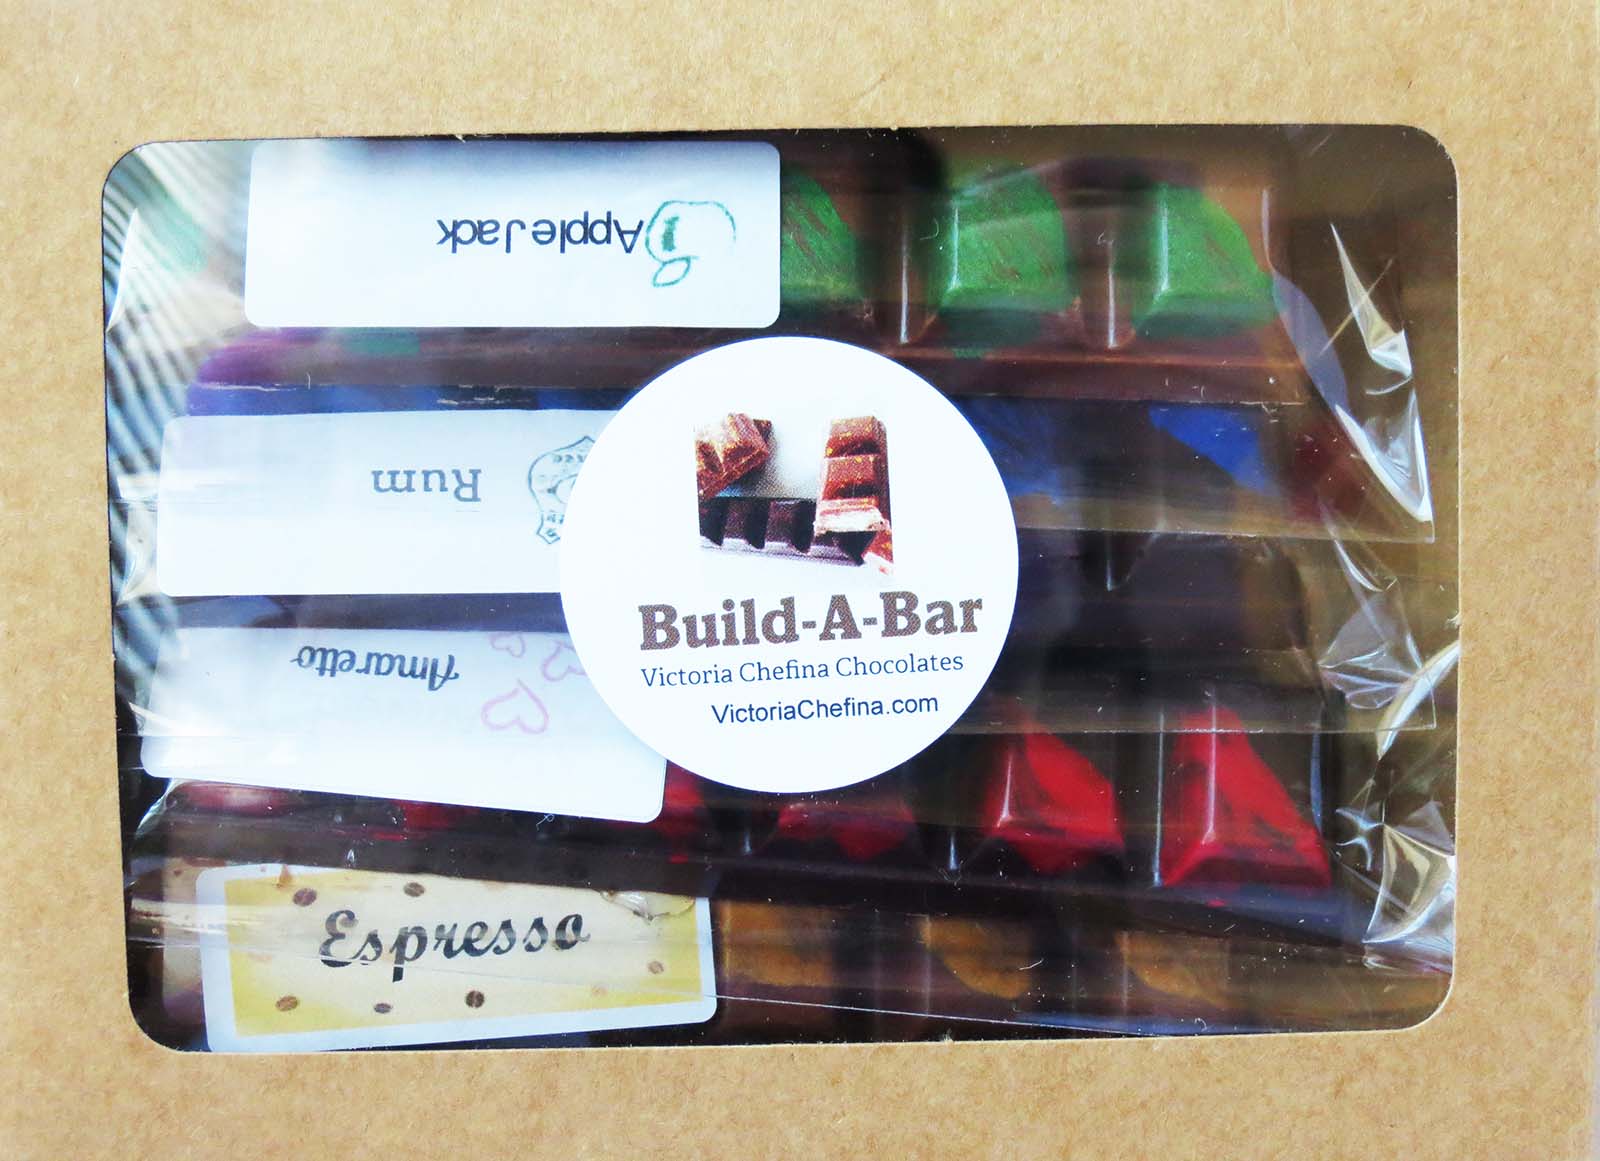 Apple Jack
Rum
Amaretto
Build-A-Bar
Victoria Chefina Chocolates
VictoriaChefina.com
Espresso